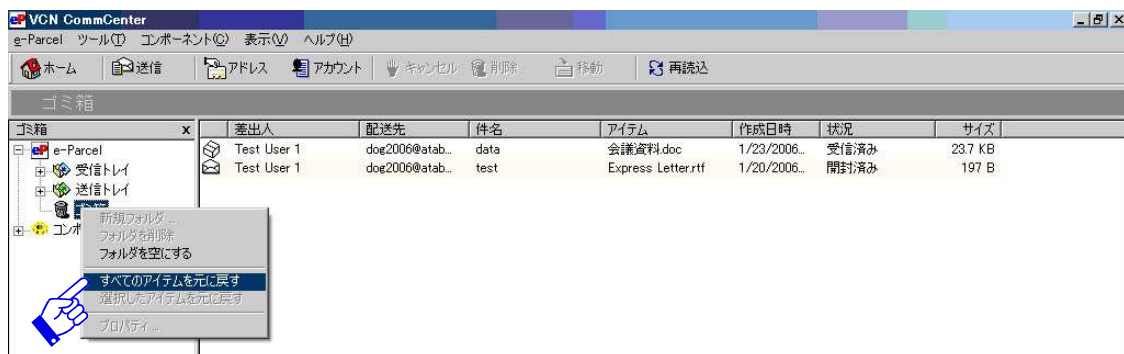 eP VCN CommCenter
e-Parcel ツール(T) コンポーネント(C) 表示(V) ヘルプ(H)
ホーム 送信 アドレス アカウント キャンセル 削除 移動 再読込
ゴミ箱
ゴミ箱 x 差出人 配送先 件名 アイテム 作成日時 状況 サイズ
eP e-Parcel Test User 1 dog2006@atab... data 会議資料.doc 1/23/2006... 受信済み 23.7 KB
受信トレイ Test User 1 dog2006@atab... test Express Letter.rtf 1/20/2006... 開封済み 197 B
送信トレイ
ゴミ箱
コンポ
新規フォルダ ...
フォルダを削除
フォルダを空にする
すべてのアイテムを元に戻す
選択したアイテムを元に戻す
プロパティ ...